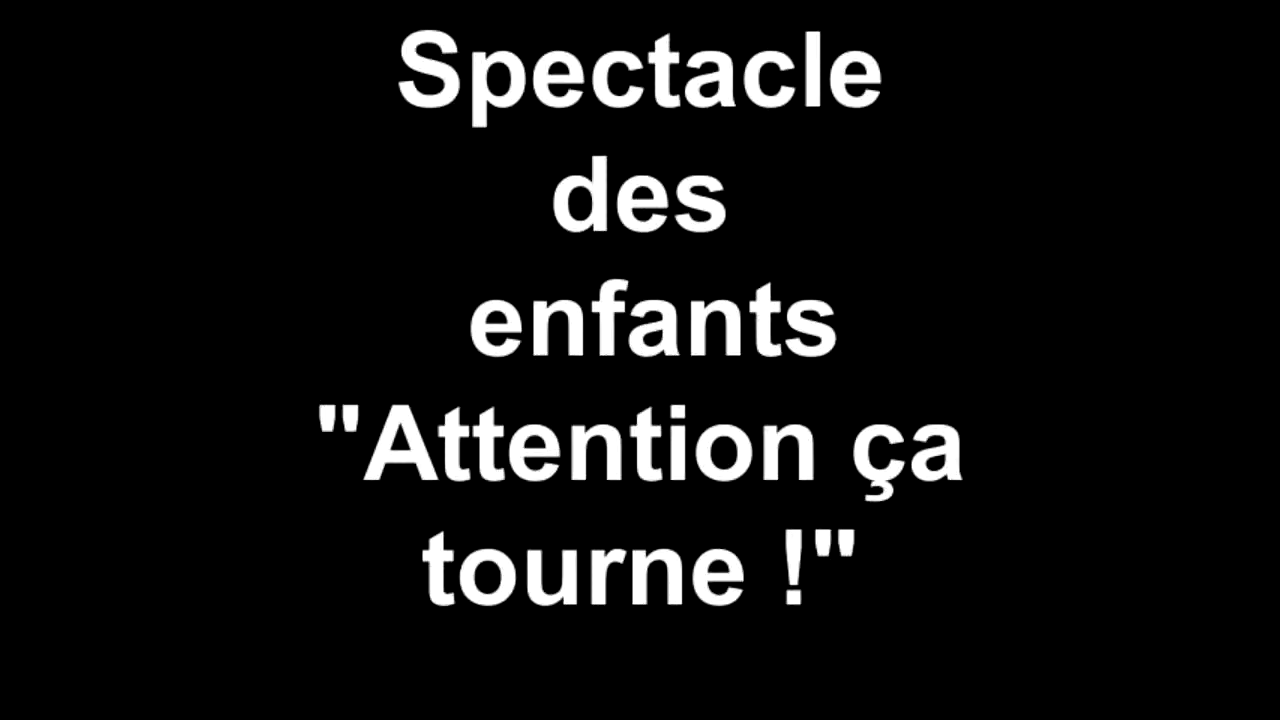 Spectacle
des
enfants
"Attention ça
tourne !"